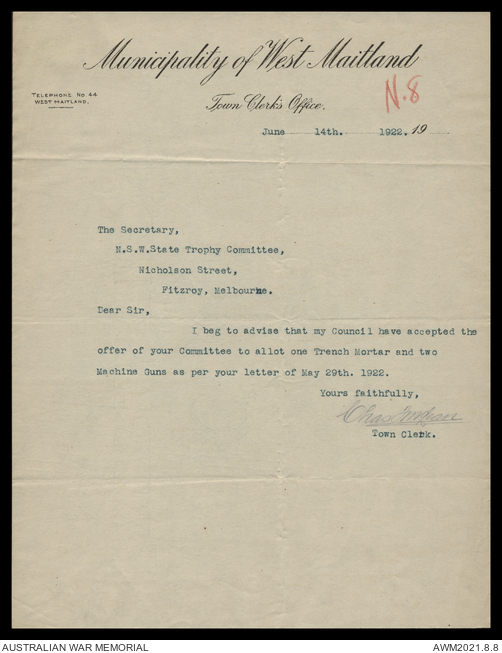 Municipality of West Maitland
TELEPHONE No. 44
WEST MAITLAND.
Town Clerk's Office.
N.8
June 14th. 1922. 19
The Secretary,
N.S.W.State Trophy Committee,
Nicholson Street,
Fitzroy, Melbourne.
Dear Sir,
I beg to advise that my Council have accepted the
offer of your Committee to allot one Trench Mortar and two
Machine Guns as per your letter of May 29th. 1922.
Yours faithfully,
Town Clerk.
AUSTRALIAN WAR MEMORIAL
AWM2021.8.8